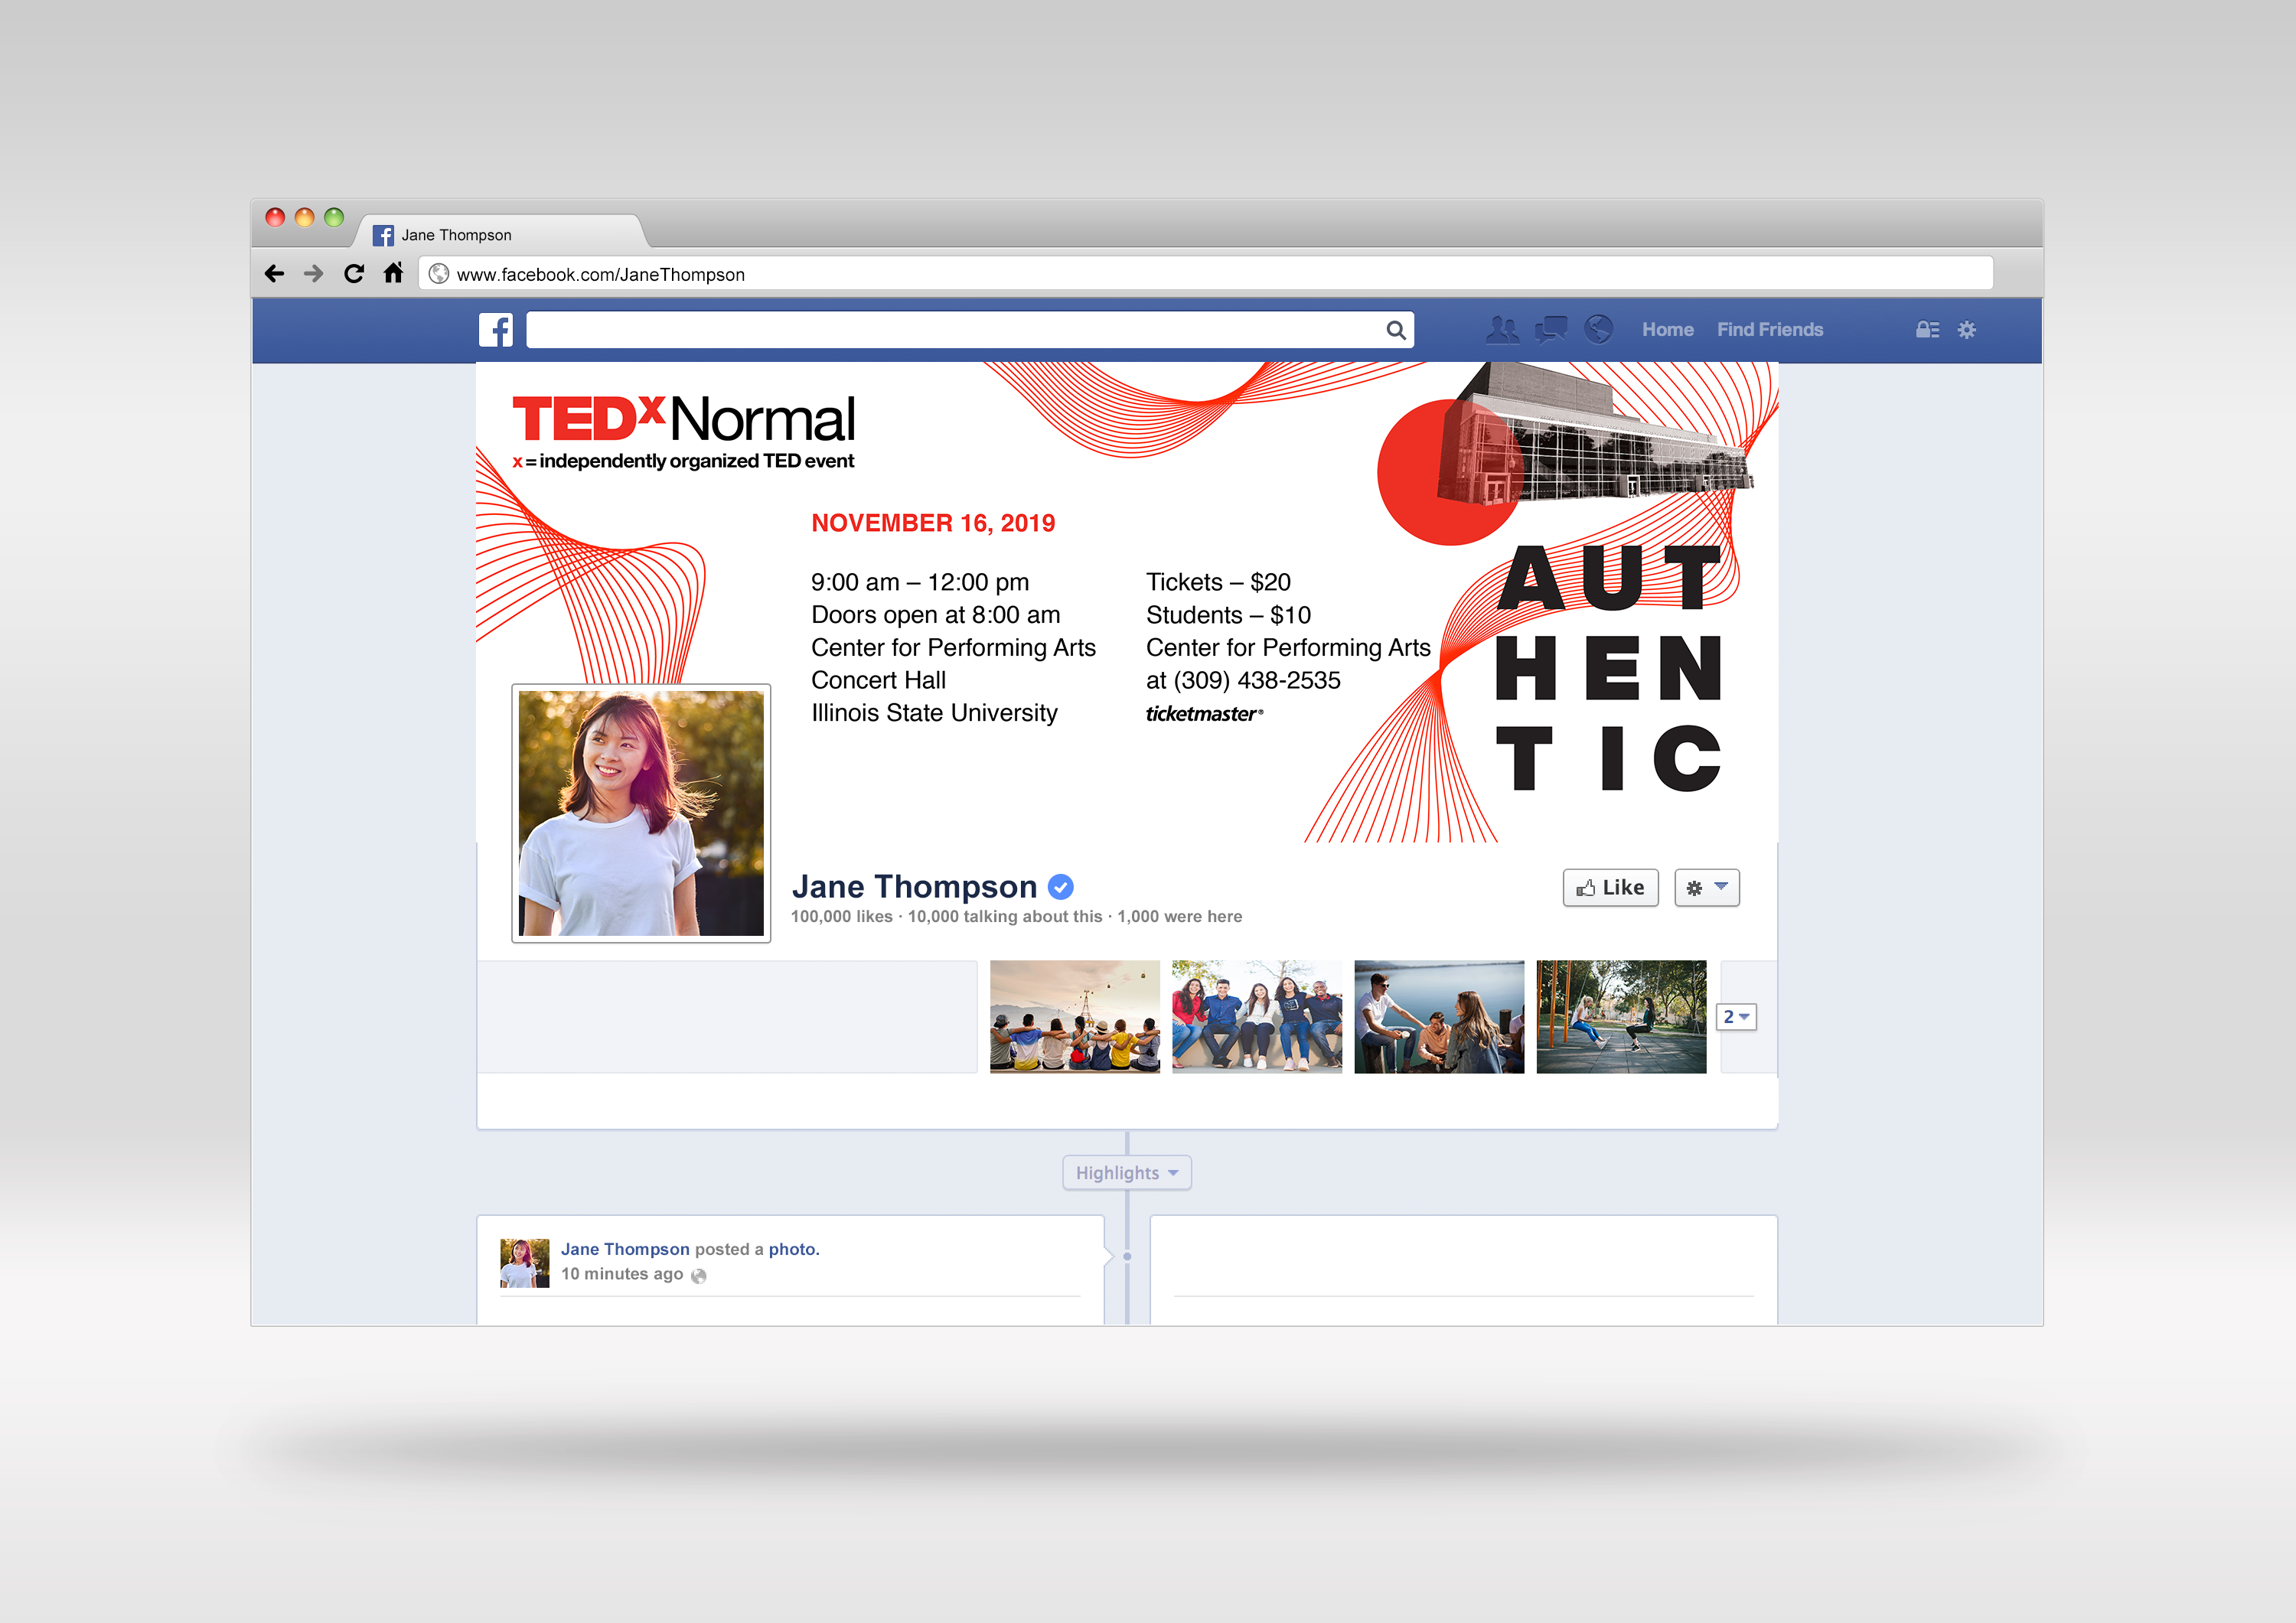 Jane Thompson
www.facebook.com/JaneThompson
Home Find Friends
TEDxNormal
x = independently organized TED event
NOVEMBER 16, 2019
9:00 am – 12:00 pm
Doors open at 8:00 am
Center for Performing Arts
Concert Hall
Illinois State University
Tickets – $20
Students – $10
Center for Performing Arts
at (309) 438-2535
ticketmaster®
AUT
HEN
TIC
Jane Thompson
100,000 likes · 10,000 talking about this · 1,000 were here
Like
2
Highlights
Jane Thompson posted a photo.
10 minutes ago